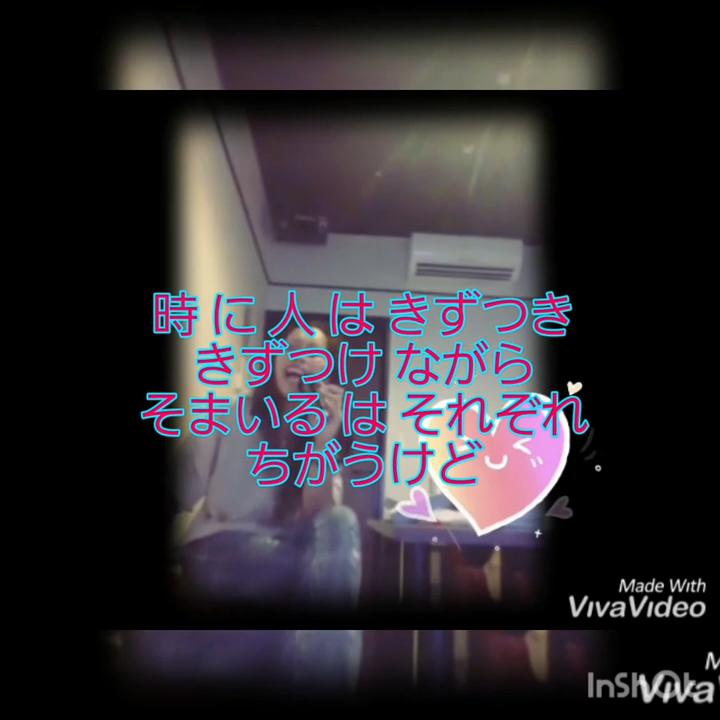 時 に 人 は きずつき
きずつけ ながら
そまいる は それぞれ
ちがうけど
Made With
VivaVideo
InShOt